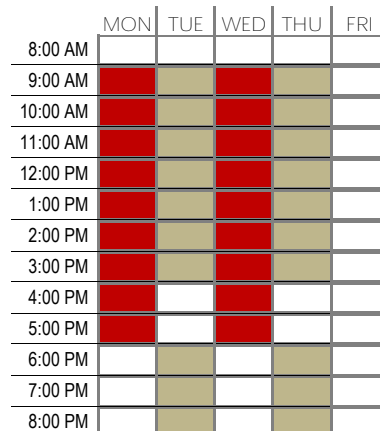 MON TUE WED THU FRI
8:00 AM
9:00 AM
10:00 AM
11:00 AM
12:00 PM
1:00 PM
2:00 PM
3:00 PM
4:00 PM
5:00 PM
6:00 PM
7:00 PM
8:00 PM